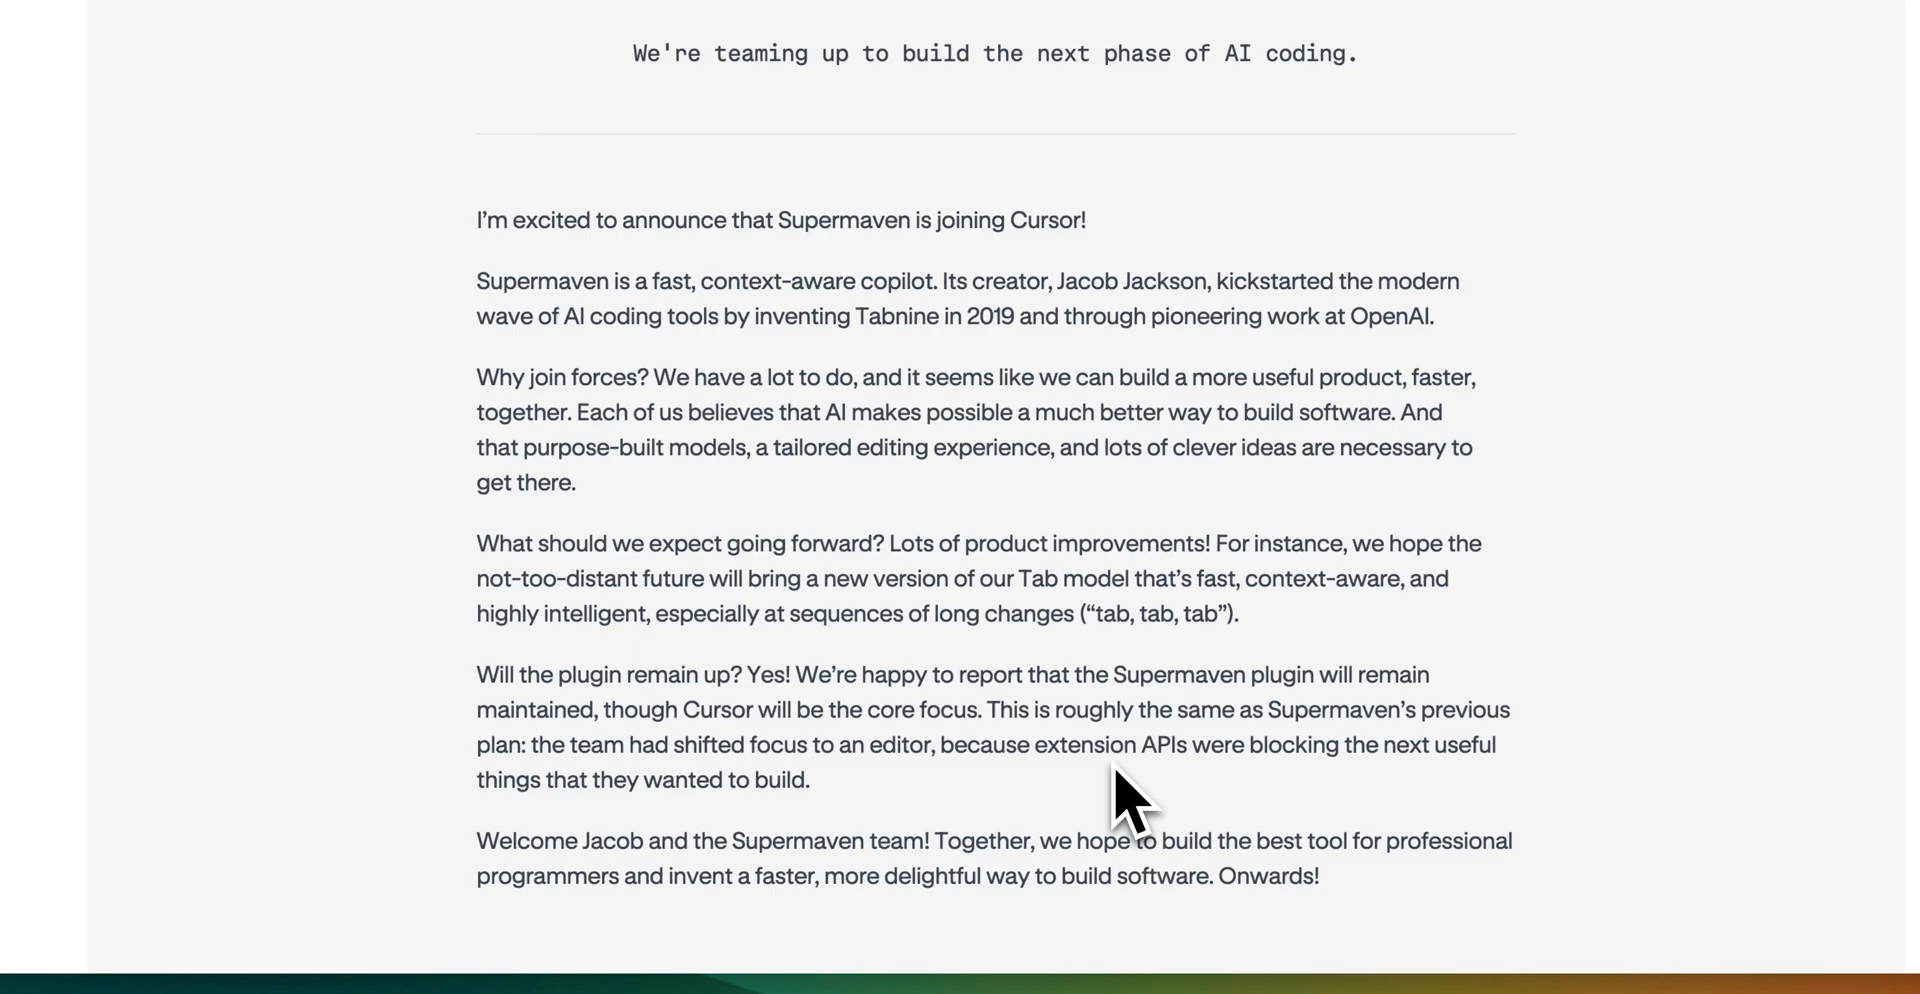 We're teaming up to build the next phase of AI coding.
I’m excited to announce that Supermaven is joining Cursor!
Supermaven is a fast, context-aware copilot. Its creator, Jacob Jackson, kickstarted the modern
wave of AI coding tools by inventing Tabnine in 2019 and through pioneering work at OpenAI.
Why join forces? We have a lot to do, and it seems like we can build a more useful product, faster,
together. Each of us believes that AI makes possible a much better way to build software. And
that purpose-built models, a tailored editing experience, and lots of clever ideas are necessary to
get there.
What should we expect going forward? Lots of product improvements! For instance, we hope the
not-too-distant future will bring a new version of our Tab model that’s fast, context-aware, and
highly intelligent, especially at sequences of long changes (“tab, tab, tab”).
Will the plugin remain up? Yes! We’re happy to report that the Supermaven plugin will remain
maintained, though Cursor will be the core focus. This is roughly the same as Supermaven’s previous
plan: the team had shifted focus to an editor, because extension APIs were blocking the next useful
things that they wanted to build.
Welcome Jacob and the Supermaven team! Together, we hope to build the best tool for professional
programmers and invent a faster, more delightful way to build software. Onwards!